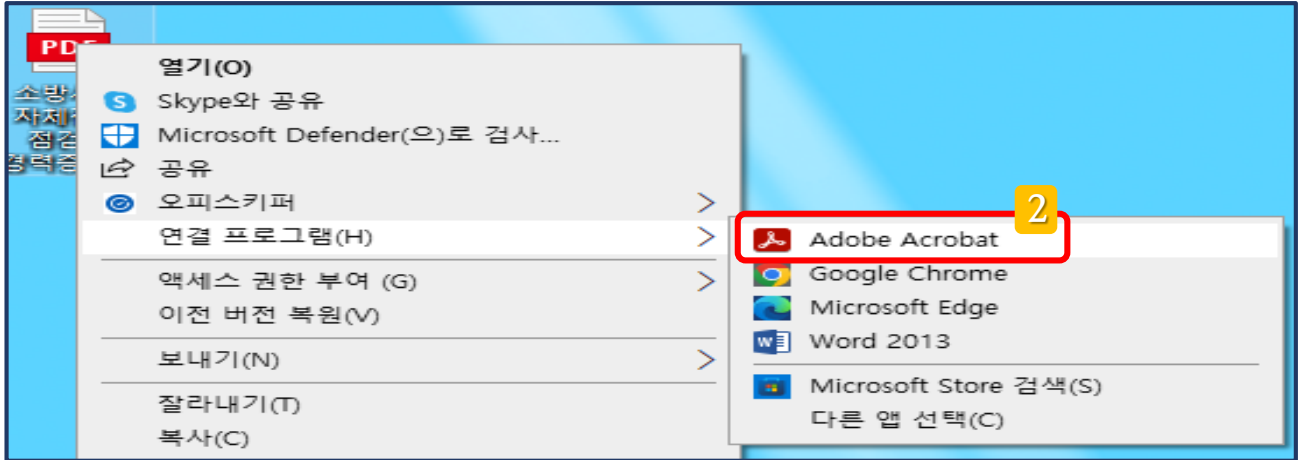 PDF
소방
자체
점검
경력증
열기(O)
Skype와 공유
Microsoft Defender(으)로 검사...
공유
오피스키퍼
연결 프로그램(H)
액세스 권한 부여 (G)
이전 버전 복원(V)
보내기(N)
잘라내기(T)
복사(C)
2
Adobe Acrobat
Google Chrome
Microsoft Edge
Word 2013
Microsoft Store 검색(S)
다른 앱 선택(C)